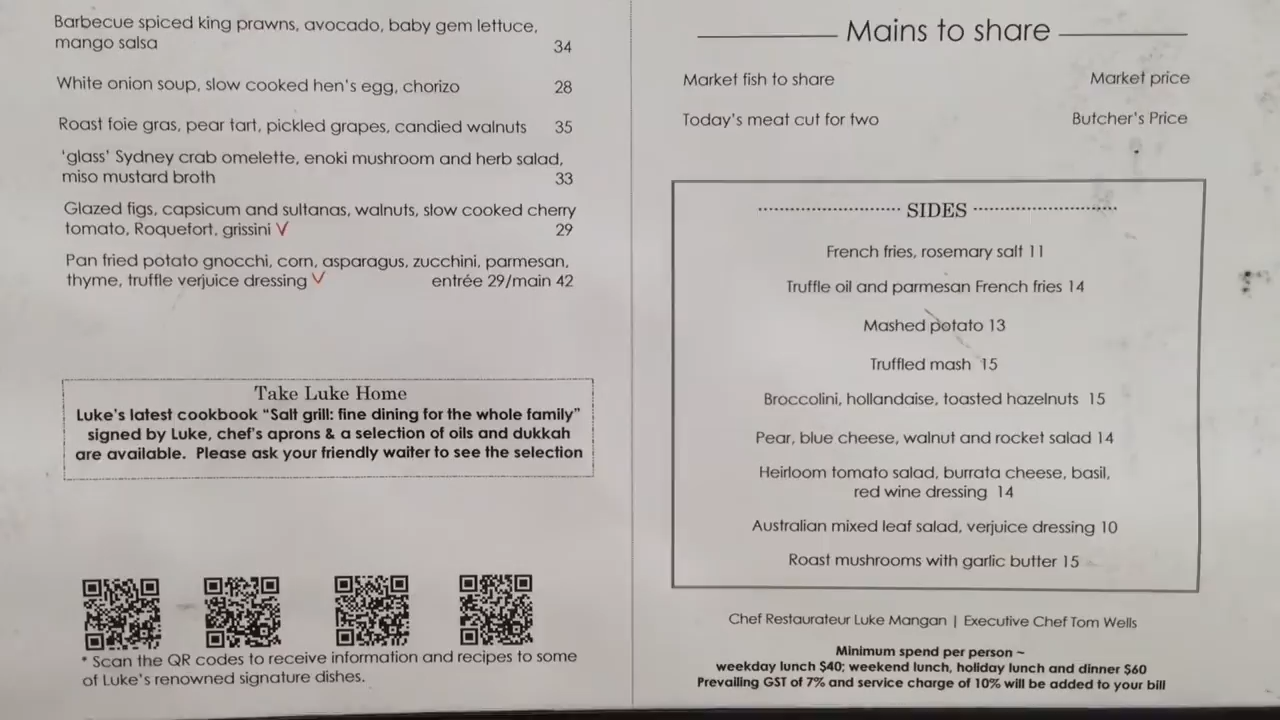 Barbecue spiced king prawns, avocado, baby gem lettuce,
mango salsa 34
White onion soup, slow cooked hen's egg, chorizo 28
Roast foie gras, pear tart, pickled grapes, candied walnuts 35
'glass' Sydney crab omelette, enoki mushroom and herb salad,
miso mustard broth 33
Glazed figs, capsicum and sultanas, walnuts, slow cooked cherry
tomato, Roquefort, grissini V 29
Pan fried potato gnocchi, corn, asparagus, zucchini, parmesan,
thyme, truffle verjuice dressing V entrée 29/main 42
Take Luke Home
Luke's latest cookbook "Salt grill: fine dining for the whole family"
signed by Luke, chef's aprons & a selection of oils and dukkah
are available. Please ask your friendly waiter to see the selection
* Scan the QR codes to receive information and recipes to some
of Luke's renowned signature dishes.
Mains to share
Market fish to share Market price
Today's meat cut for two Butcher's Price
SIDES
French fries, rosemary salt 11
Truffle oil and parmesan French fries 14
Mashed potato 13
Truffled mash 15
Broccolini, hollandaise, toasted hazelnuts 15
Pear, blue cheese, walnut and rocket salad 14
Heirloom tomato salad, burrata cheese, basil,
red wine dressing 14
Australian mixed leaf salad, verjuice dressing 10
Roast mushrooms with garlic butter 15
Chef Restaurateur Luke Mangan | Executive Chef Tom Wells
Minimum spend per person ~
weekday lunch $40; weekend lunch, holiday lunch and dinner $60
Prevailing GST of 7% and service charge of 10% will be added to your bill